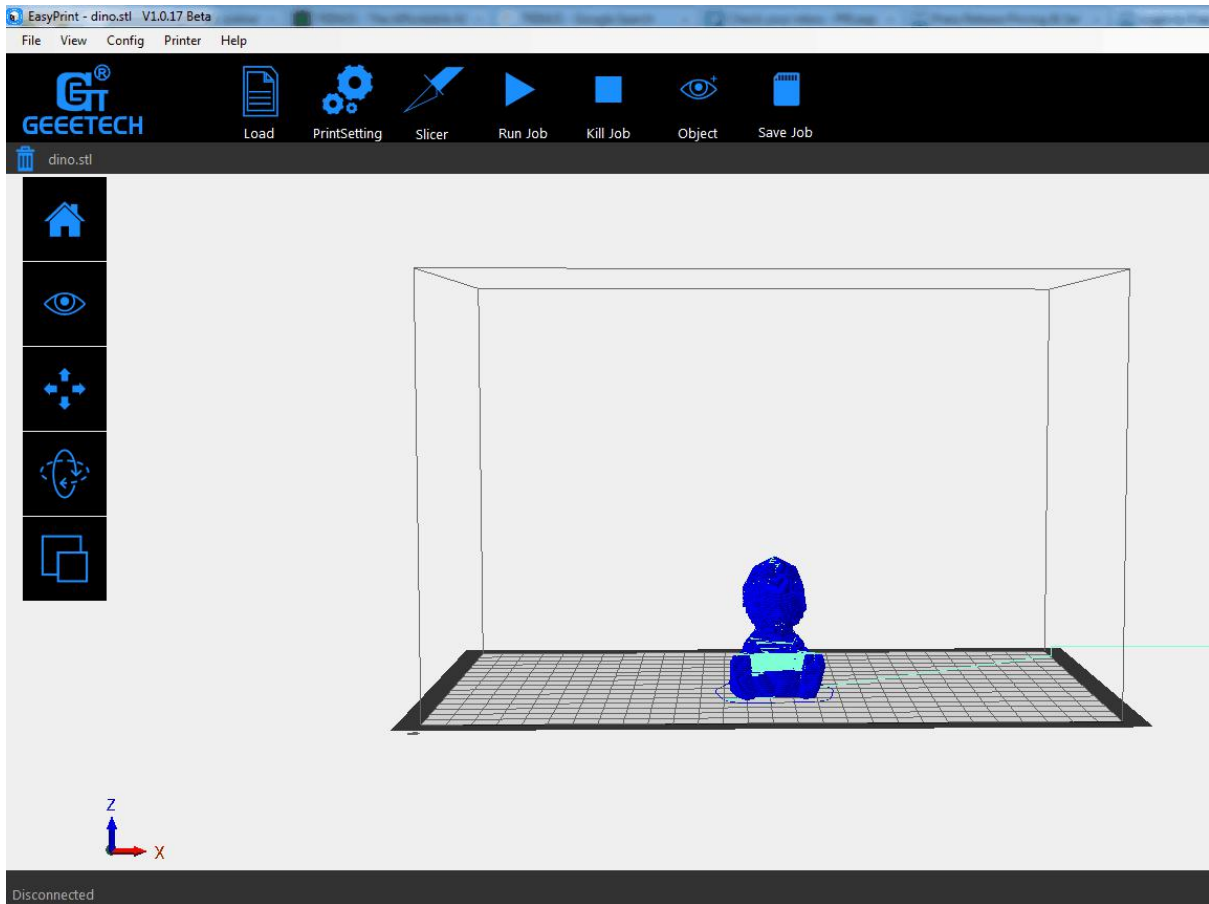 EasyPrint - dino.stl V1.0.17 Beta
File View Config Printer Help
GEEETECH
®
Load PrintSetting Slicer Run Job Kill Job Object Save Job
dino.stl
Z
X
Disconnected